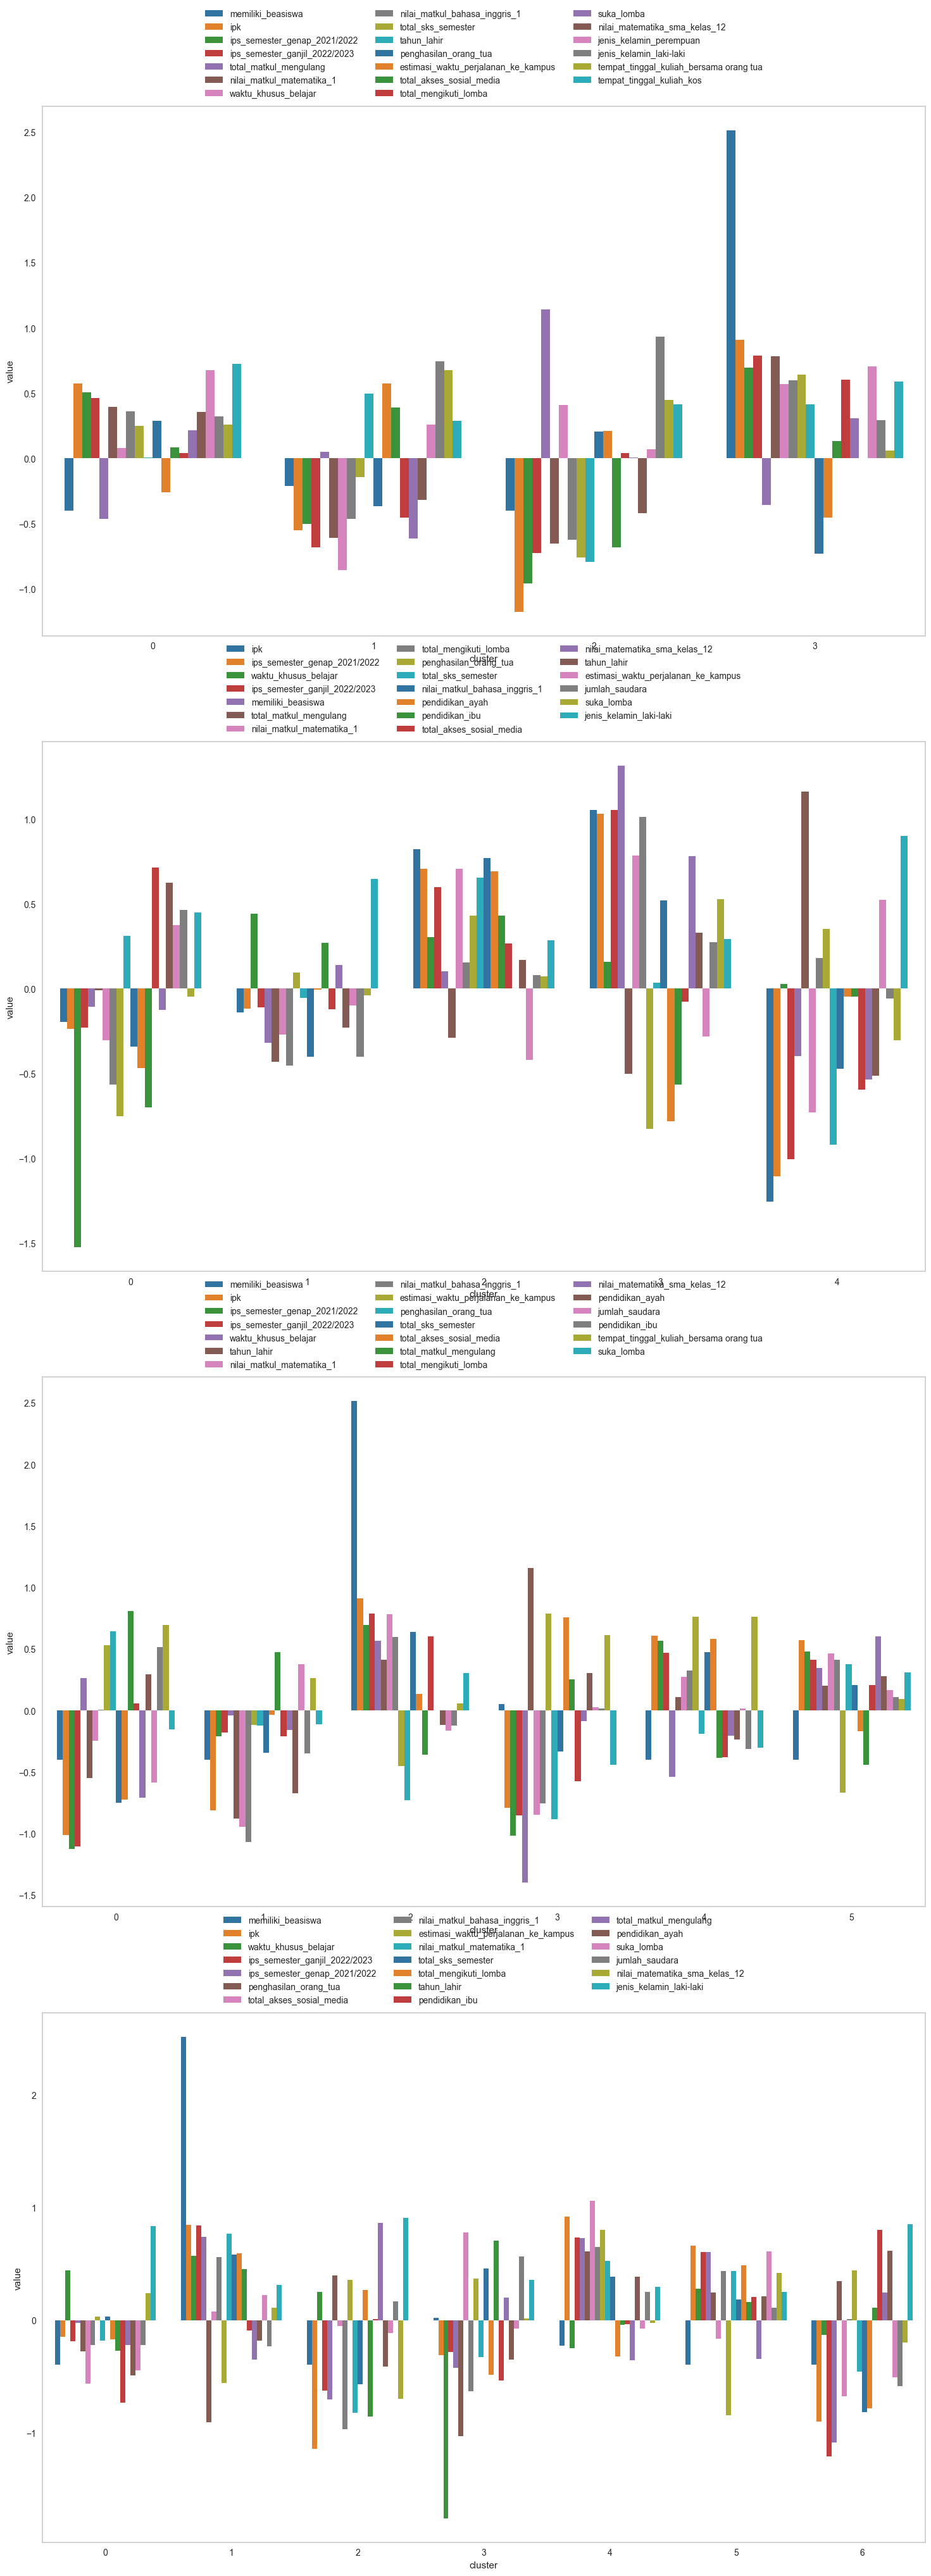 memiliki_beasiswa nilai_matkul_bahasa_inggris_1 suka_lomba
ipk total_sks_semester nilai_matematika_sma_kelas_12
ips_semester_genap_2021/2022 tahun_lahir jenis_kelamin_perempuan
ips_semester_ganjil_2022/2023 penghasilan_orang_tua jenis_kelamin_laki-laki
total_matkul_mengulang estimasi_waktu_perjalanan_ke_kampus tempat_tinggal_kuliah_bersama orang tua
nilai_matkul_matematika_1 total_akses_sosial_media tempat_tinggal_kuliah_kos
waktu_khusus_belajar total_mengikuti_lomba
2.5
2.0
1.5
1.0
value
0.5
0.0
−0.5
−1.0
0 1 2 3
cluster
ipk total_mengikuti_lomba nilai_matematika_sma_kelas_12
ips_semester_genap_2021/2022 penghasilan_orang_tua tahun_lahir
waktu_khusus_belajar total_sks_semester estimasi_waktu_perjalanan_ke_kampus
ips_semester_ganjil_2022/2023 nilai_matkul_bahasa_inggris_1 jumlah_saudara
memiliki_beasiswa pendidikan_ayah suka_lomba
total_matkul_mengulang pendidikan_ibu jenis_kelamin_laki-laki
nilai_matkul_matematika_1 total_akses_sosial_media
1.0
0.5
0.0
value
−0.5
−1.0
−1.5
0 1 2 3 4
cluster
memiliki_beasiswa nilai_matkul_bahasa_inggris_1 nilai_matematika_sma_kelas_12
ipk estimasi_waktu_perjalanan_ke_kampus pendidikan_ayah
ips_semester_genap_2021/2022 penghasilan_orang_tua jumlah_saudara
ips_semester_ganjil_2022/2023 total_sks_semester pendidikan_ibu
waktu_khusus_belajar total_akses_sosial_media tempat_tinggal_kuliah_bersama orang tua
tahun_lahir total_matkul_mengulang suka_lomba
nilai_matkul_matematika_1 total_mengikuti_lomba
2.5
2.0
1.5
1.0
0.5
value
0.0
−0.5
−1.0
−1.5
0 1 2 3 4 5
cluster
memiliki_beasiswa nilai_matkul_bahasa_inggris_1 total_matkul_mengulang
ipk estimasi_waktu_perjalanan_ke_kampus pendidikan_ayah
waktu_khusus_belajar nilai_matkul_matematika_1 suka_lomba
ips_semester_ganjil_2022/2023 total_sks_semester jumlah_saudara
ips_semester_genap_2021/2022 total_mengikuti_lomba nilai_matematika_sma_kelas_12
penghasilan_orang_tua tahun_lahir jenis_kelamin_laki-laki
total_akses_sosial_media pendidikan_ibu
2
1
value
0
−1
0 1 2 3 4 5 6
cluster